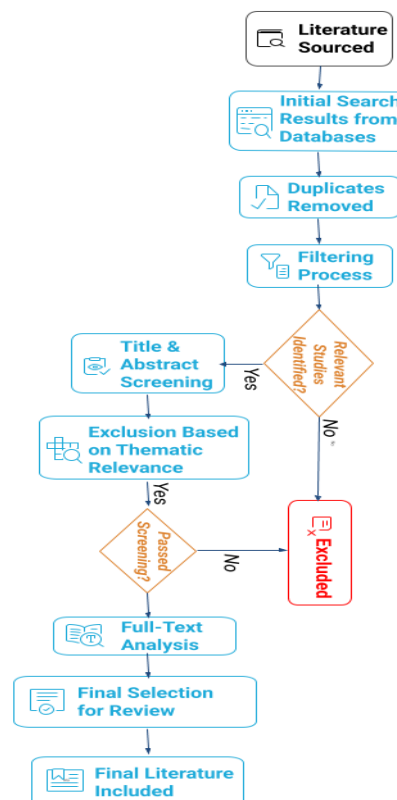 Literature
Sourced
Initial Search
Results from
Databases
Duplicates
Removed
Filtering
Process
Relevant
Studies
Identified?
Yes
No
Title &
Abstract
Screening
Exclusion Based
on Thematic
Relevance
Yes
Passed
Screening?
No
Excluded
Full-Text
Analysis
Final Selection
for Review
Final Literature
Included